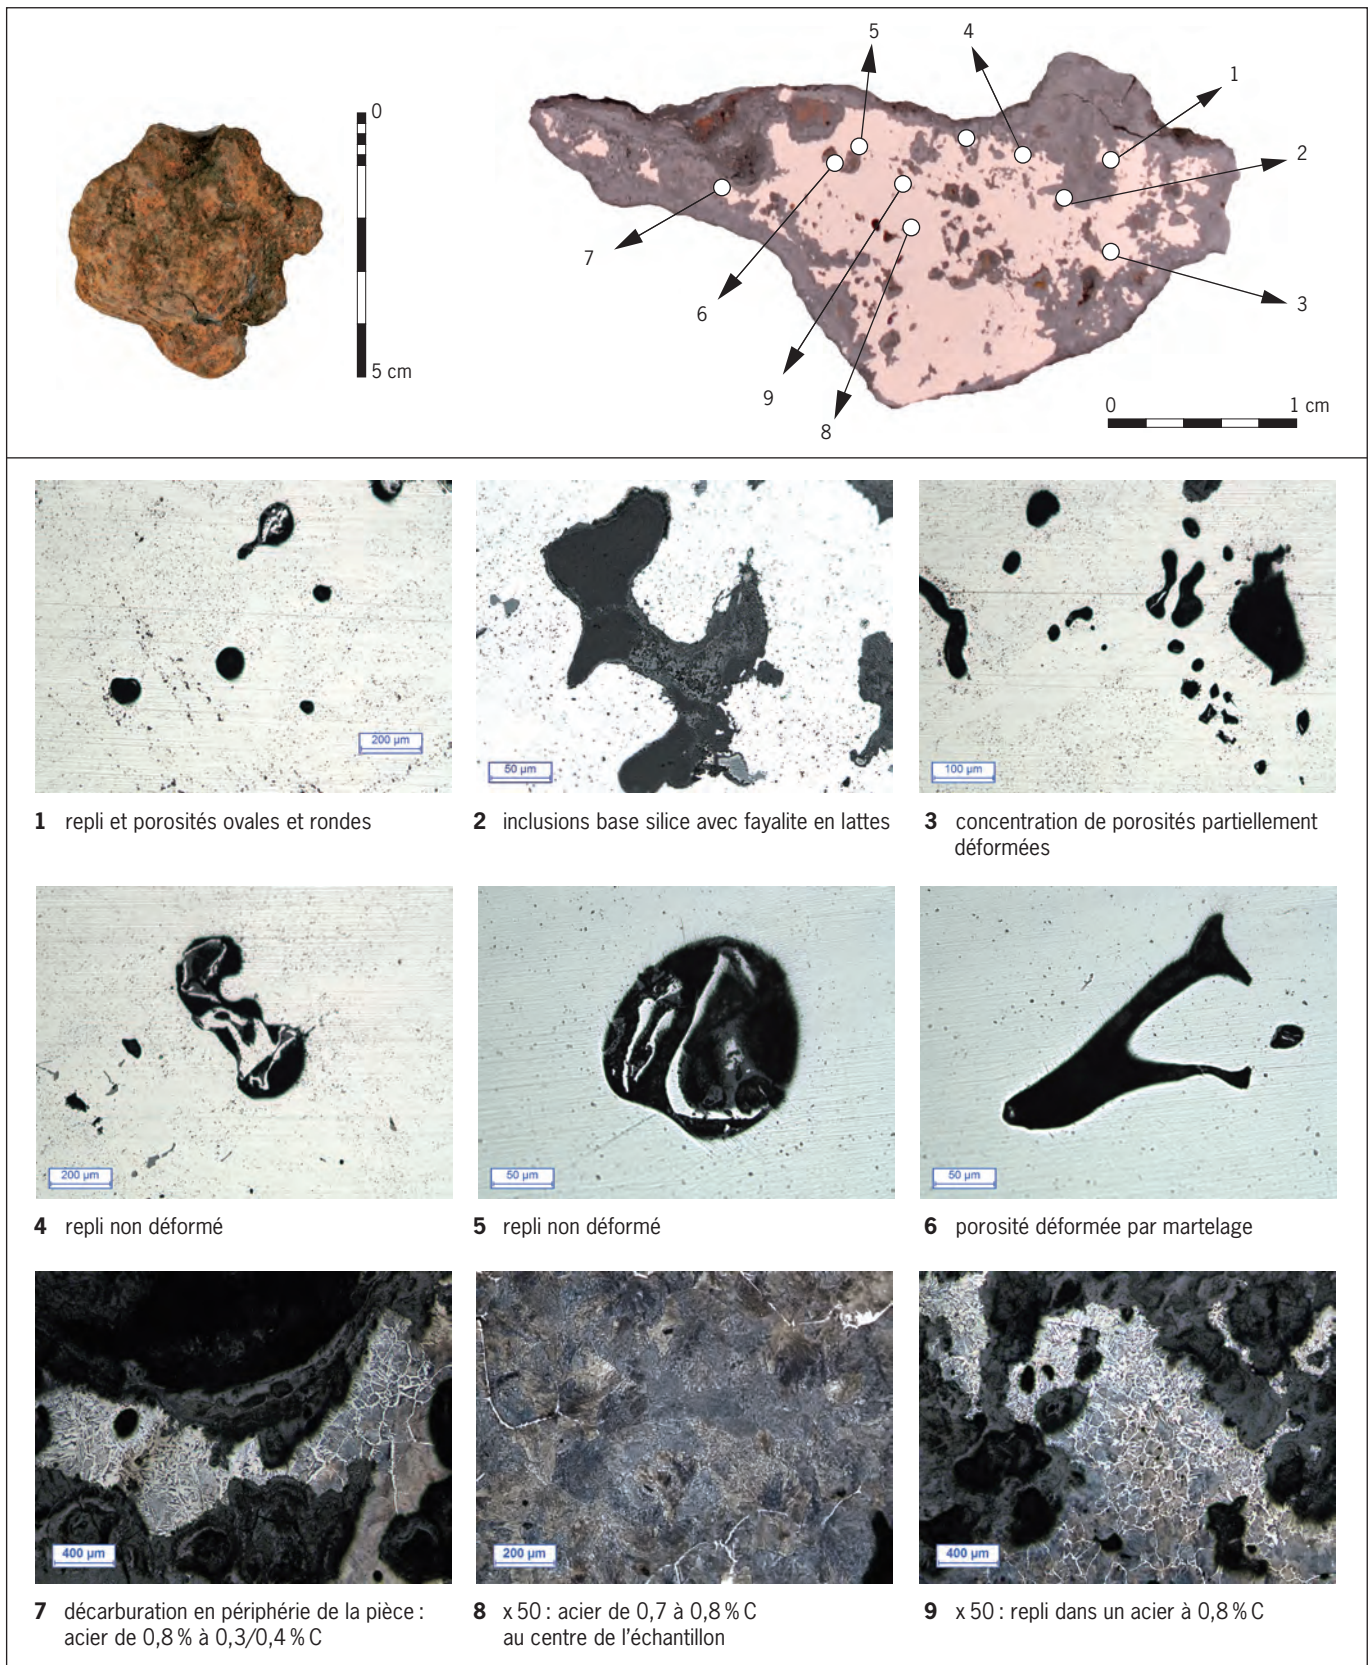 0
5 cm
5
4
1
2
3
7
6
9
8
0 1 cm
200 µm
50 µm
100 µm
1 repli et porosités ovales et rondes
2 inclusions base silice avec fayalite en lattes
3 concentration de porosités partiellement
déformées
200 µm
50 µm
50 µm
4 repli non déformé
5 repli non déformé
6 porosité déformée par martelage
400 µm
200 µm
400 µm
7 décarburation en périphérie de la pièce :
acier de 0,8 % à 0,3/0,4 % C
8 x 50 : acier de 0,7 à 0,8 % C
au centre de l'échantillon
9 x 50 : repli dans un acier à 0,8 % C